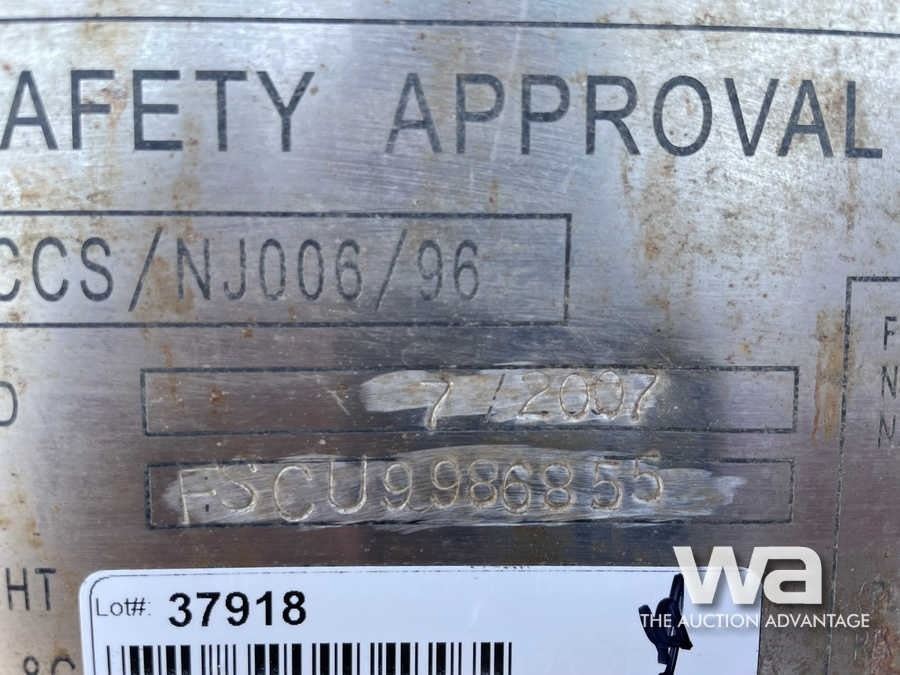 AFETY APPROVAL
CCS/NJ006/96
D
7/2007
FSCU9986855
F
N
N
HT
Lot#: 37918
wa
THE AUCTION ADVANTAGE